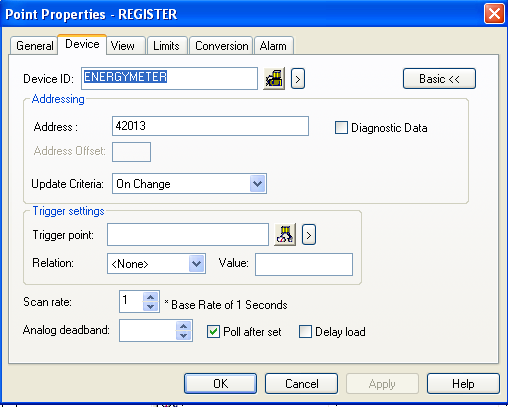 Point Properties - REGISTER
General Device View Limits Conversion Alarm
Device ID: ENERGYMETER > Basic <<
Addressing
Address : 42013 Diagnostic Data
Address Offset:
Update Criteria: On Change
Trigger settings
Trigger point: >
Relation: <None> Value:
Scan rate: 1 * Base Rate of 1 Seconds
Analog deadband: Poll after set Delay load
OK Cancel Apply Help